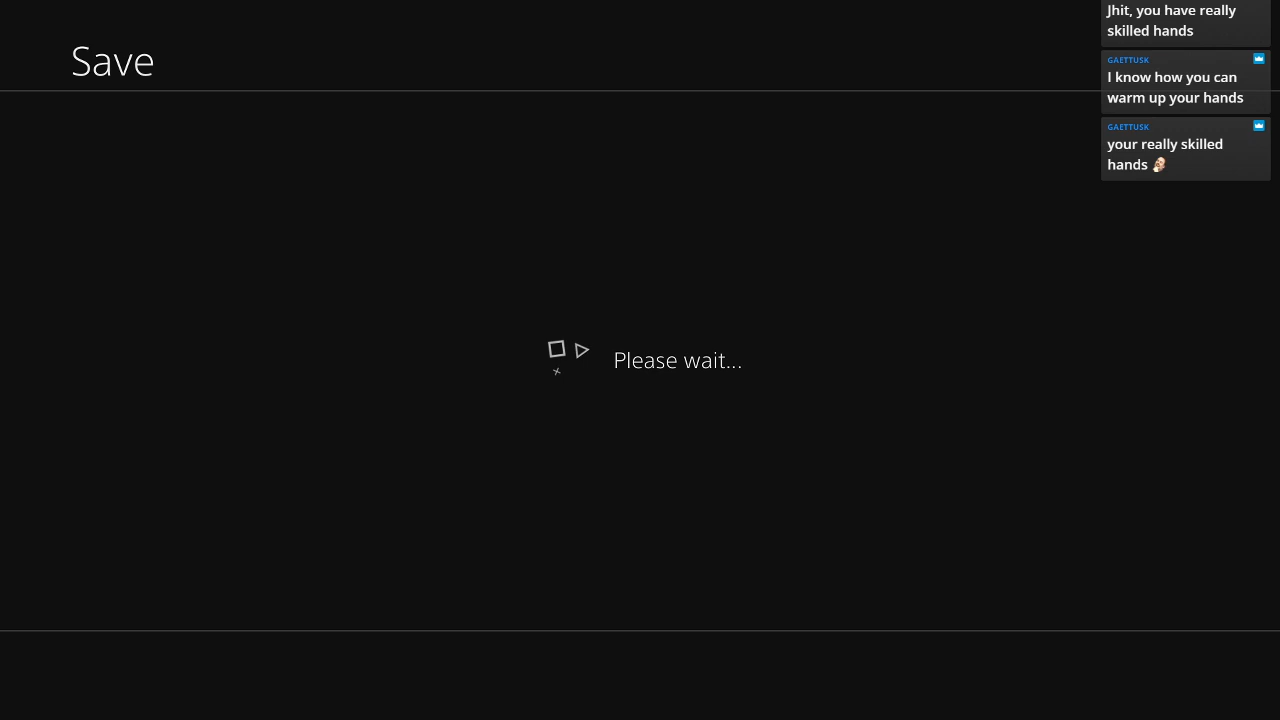 Save
Jhit, you have really
skilled hands
GAETTUSK
I know how you can
warm up your hands
GAETTUSK
your really skilled
hands
Please wait...